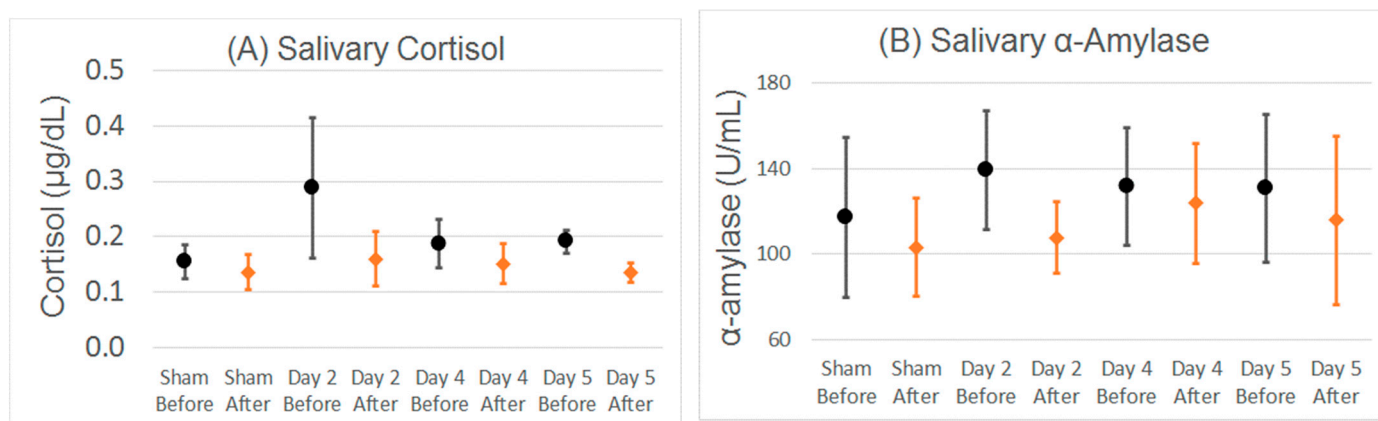 (A) Salivary Cortisol
Cortisol (µg/dL)
0.5
0.4
0.3
0.2
0.1
0.0
Sham Sham Day 2 Day 2 Day 4 Day 4 Day 5 Day 5
Before After Before After Before After Before After
(B) Salivary α-Amylase
α-amylase (U/mL)
180
140
100
60
Sham Sham Day 2 Day 2 Day 4 Day 4 Day 5 Day 5
Before After Before After Before After Before After